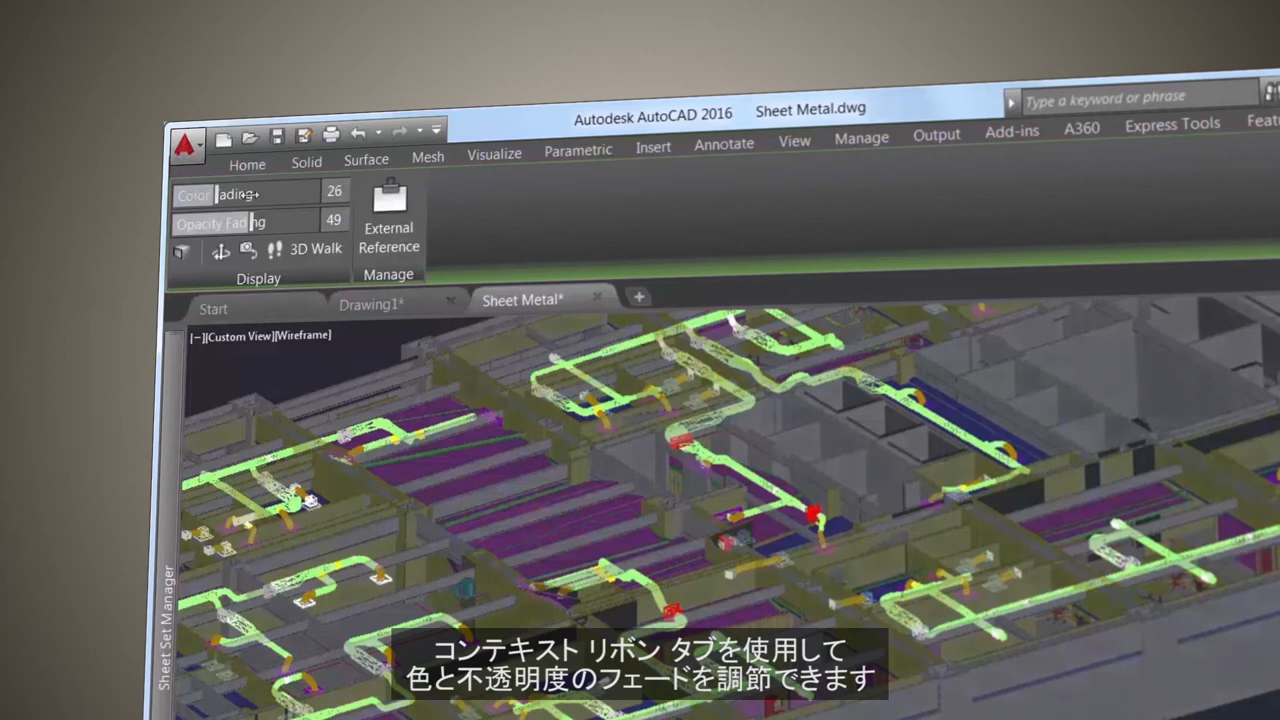 Autodesk AutoCAD 2016 Sheet Metal.dwg
Type a keyword or phrase
Home Solid Surface Mesh Visualize Parametric Insert Annotate View Manage Output Add-ins A360 Express Tools
Color Fading 26
Opacity Fading 49
3D Walk
Display
External
Reference
Manage
Start Drawing1* Sheet Metal*
[−][Custom View][Wireframe]
Sheet Set Manager
コンテキスト リボン タブを使用して
色と不透明度のフェードを調節できます